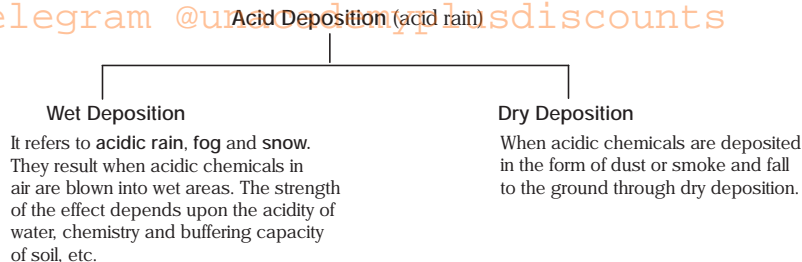 elegram @unacademyplusdiscounts
Acid Deposition (acid rain)
Wet Deposition
It refers to acidic rain, fog and snow.
They result when acidic chemicals in
air are blown into wet areas. The strength
of the effect depends upon the acidity of
water, chemistry and buffering capacity
of soil, etc.
Dry Deposition
When acidic chemicals are deposited
in the form of dust or smoke and fall
to the ground through dry deposition.